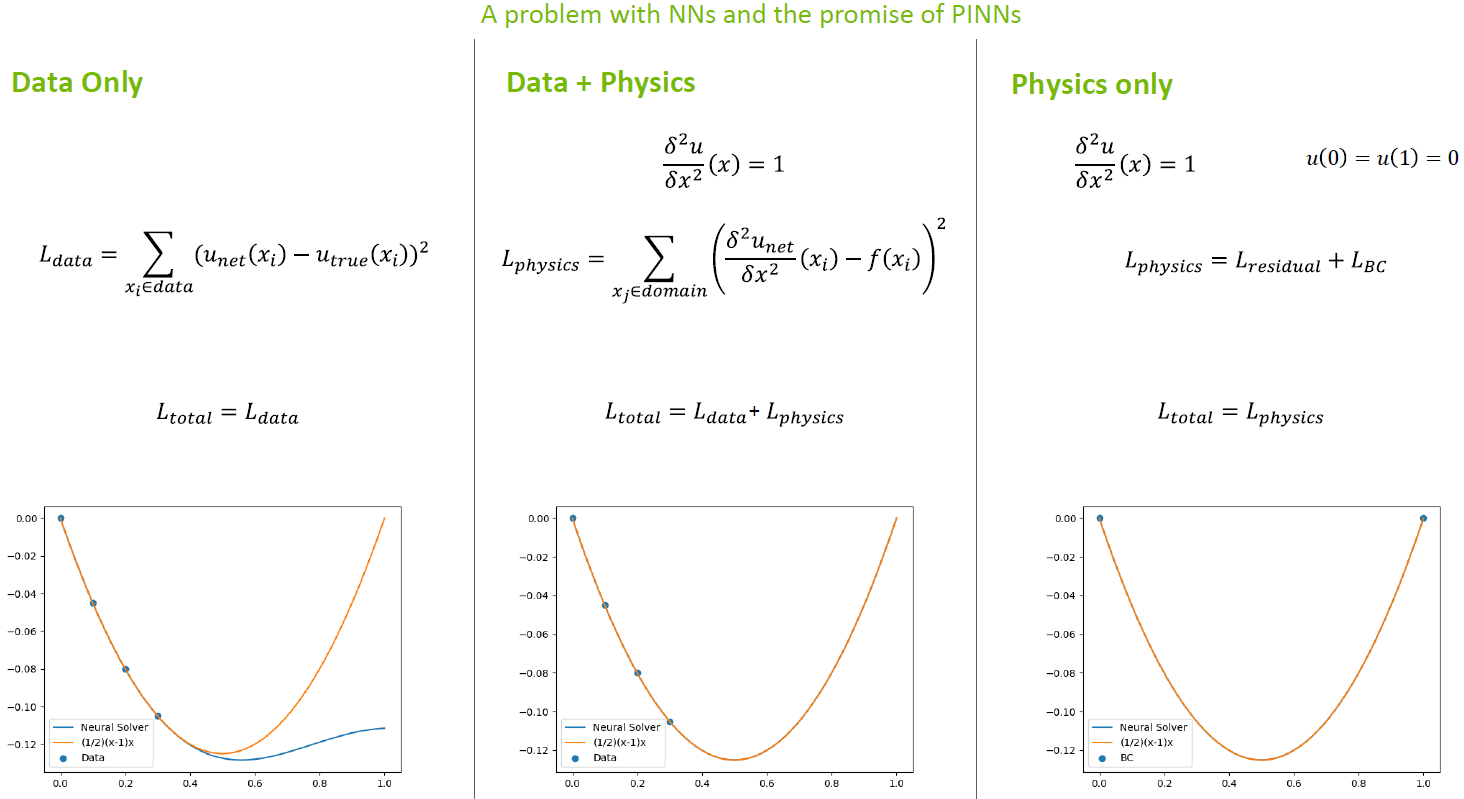 A problem with NNs and the promise of PINNs
Data Only
L_data = ∑_{x_i∈data} (u_net(x_i) − u_true(x_i))²
L_total = L_data
0.00
−0.02
−0.04
−0.06
−0.08
−0.10
−0.12
Neural Solver
(1/2)(x-1)x
Data
0.0 0.2 0.4 0.6 0.8 1.0
Data + Physics
δ²u/δx² (x) = 1
L_physics = ∑_{x_j∈domain} (δ²u_net/δx² (x_i) − f(x_i))²
L_total = L_data + L_physics
0.00
−0.02
−0.04
−0.06
−0.08
−0.10
−0.12
Neural Solver
(1/2)(x-1)x
Data
0.0 0.2 0.4 0.6 0.8 1.0
Physics only
δ²u/δx² (x) = 1 u(0) = u(1) = 0
L_physics = L_residual + L_BC
L_total = L_physics
0.00
−0.02
−0.04
−0.06
−0.08
−0.10
−0.12
Neural Solver
(1/2)(x-1)x
BC
0.0 0.2 0.4 0.6 0.8 1.0